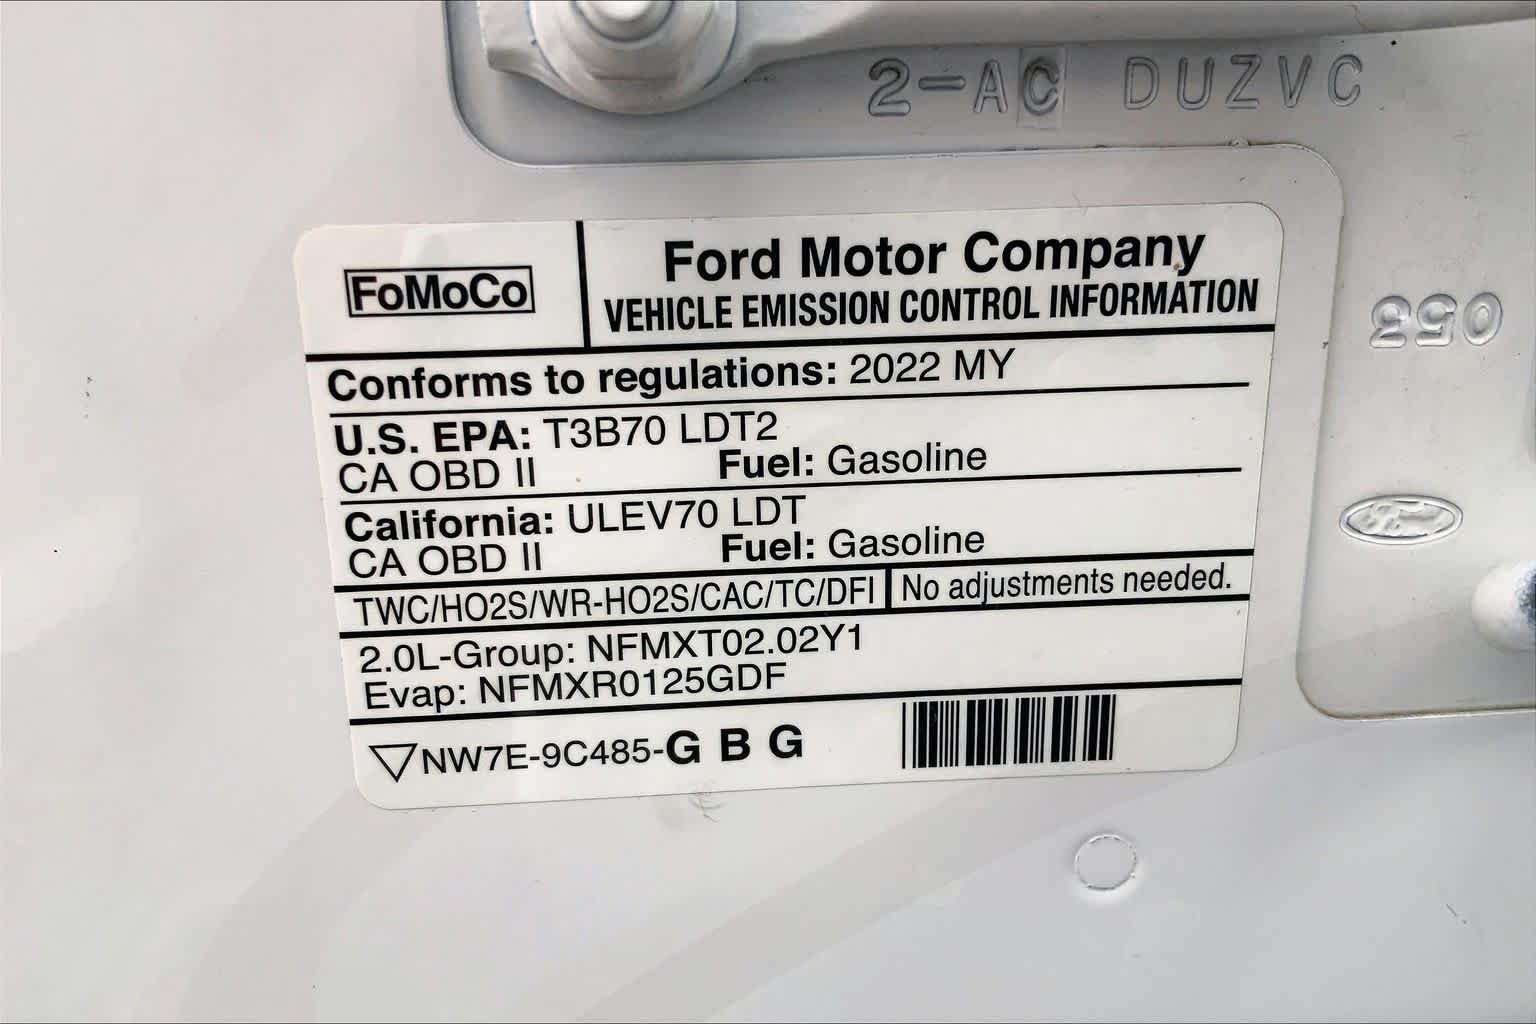 2-AC DUZVC
FoMoCo
Ford Motor Company
VEHICLE EMISSION CONTROL INFORMATION
Conforms to regulations: 2022 MY
U.S. EPA: T3B70 LDT2
CA OBD II Fuel: Gasoline
California: ULEV70 LDT
CA OBD II Fuel: Gasoline
TWC/HO2S/WR-HO2S/CAC/TC/DFI No adjustments needed.
2.0L-Group: NFMXT02.02Y1
Evap: NFMXR0125GDF
NW7E-9C485-G B G
Ford